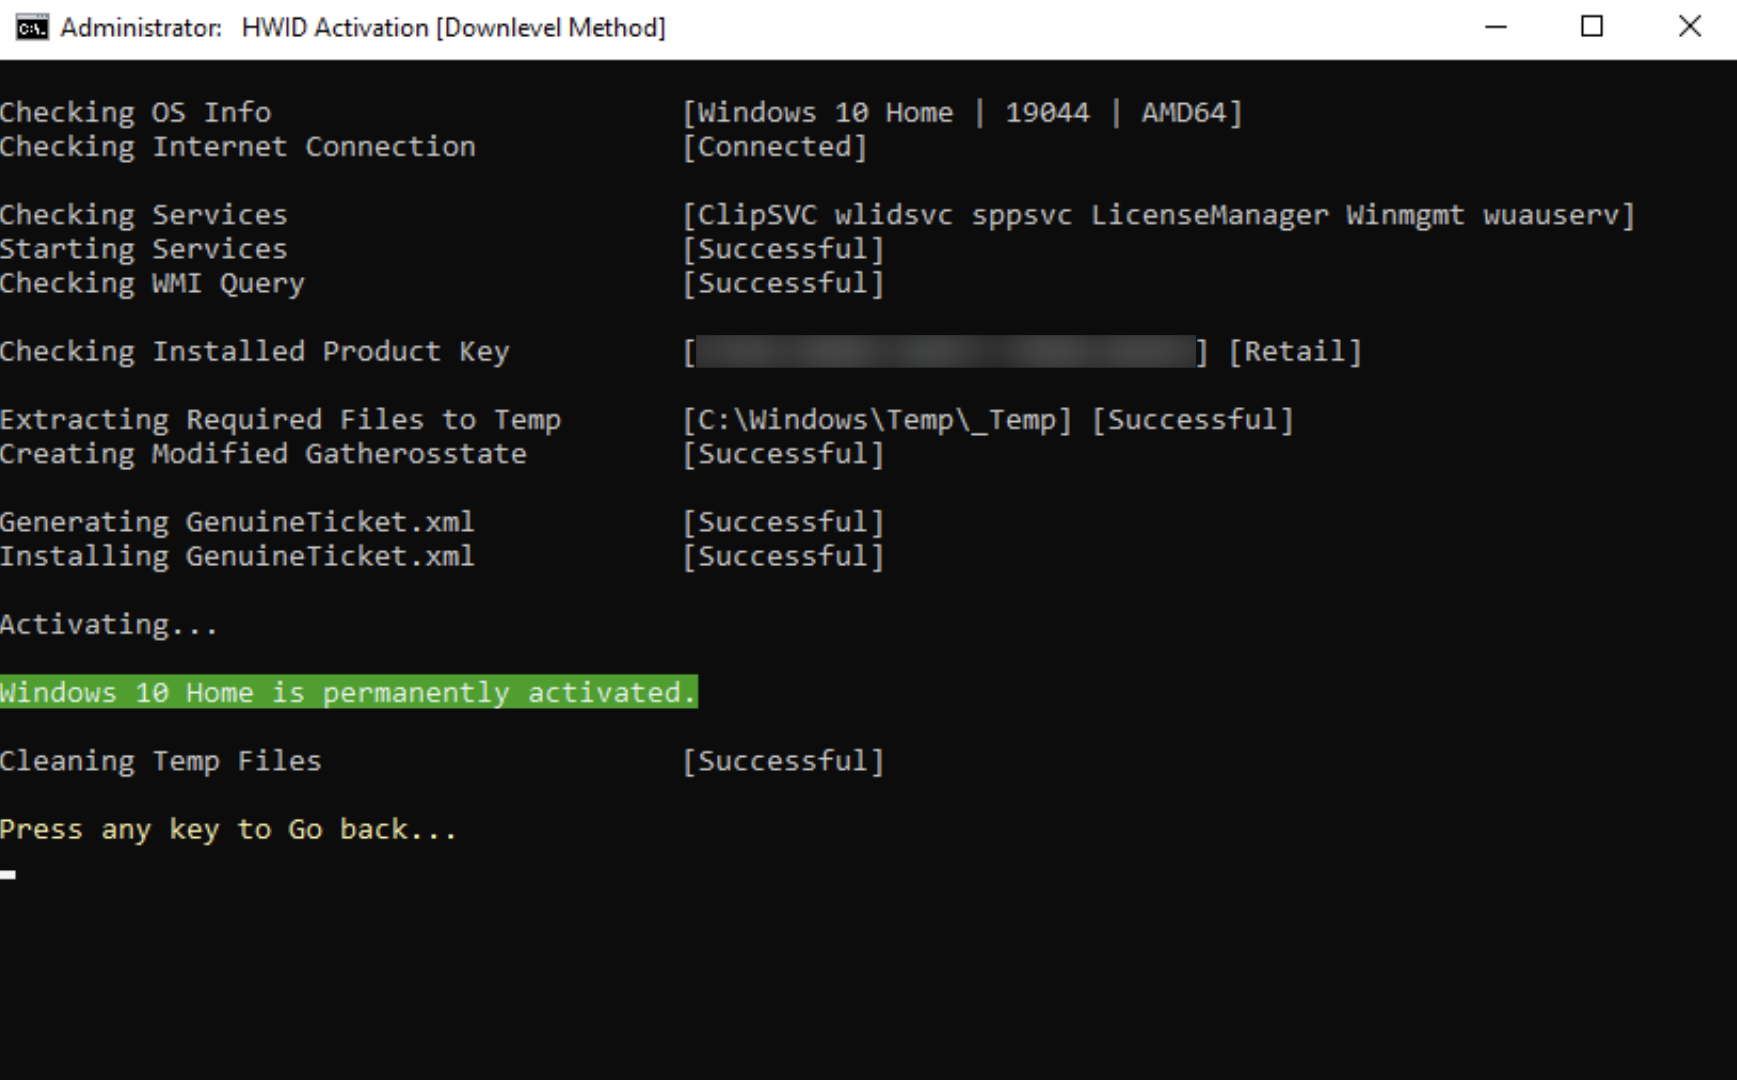 Administrator: HWID Activation [Downlevel Method]
Checking OS Info [Windows 10 Home | 19044 | AMD64]
Checking Internet Connection [Connected]
Checking Services [ClipSVC wlidsvc sppsvc LicenseManager Winmgmt wuauserv]
Starting Services [Successful]
Checking WMI Query [Successful]
Checking Installed Product Key [ ] [Retail]
Extracting Required Files to Temp [C:\Windows\Temp\_Temp] [Successful]
Creating Modified Gatherosstate [Successful]
Generating GenuineTicket.xml [Successful]
Installing GenuineTicket.xml [Successful]
Activating...
Windows 10 Home is permanently activated.
Cleaning Temp Files [Successful]
Press any key to Go back...